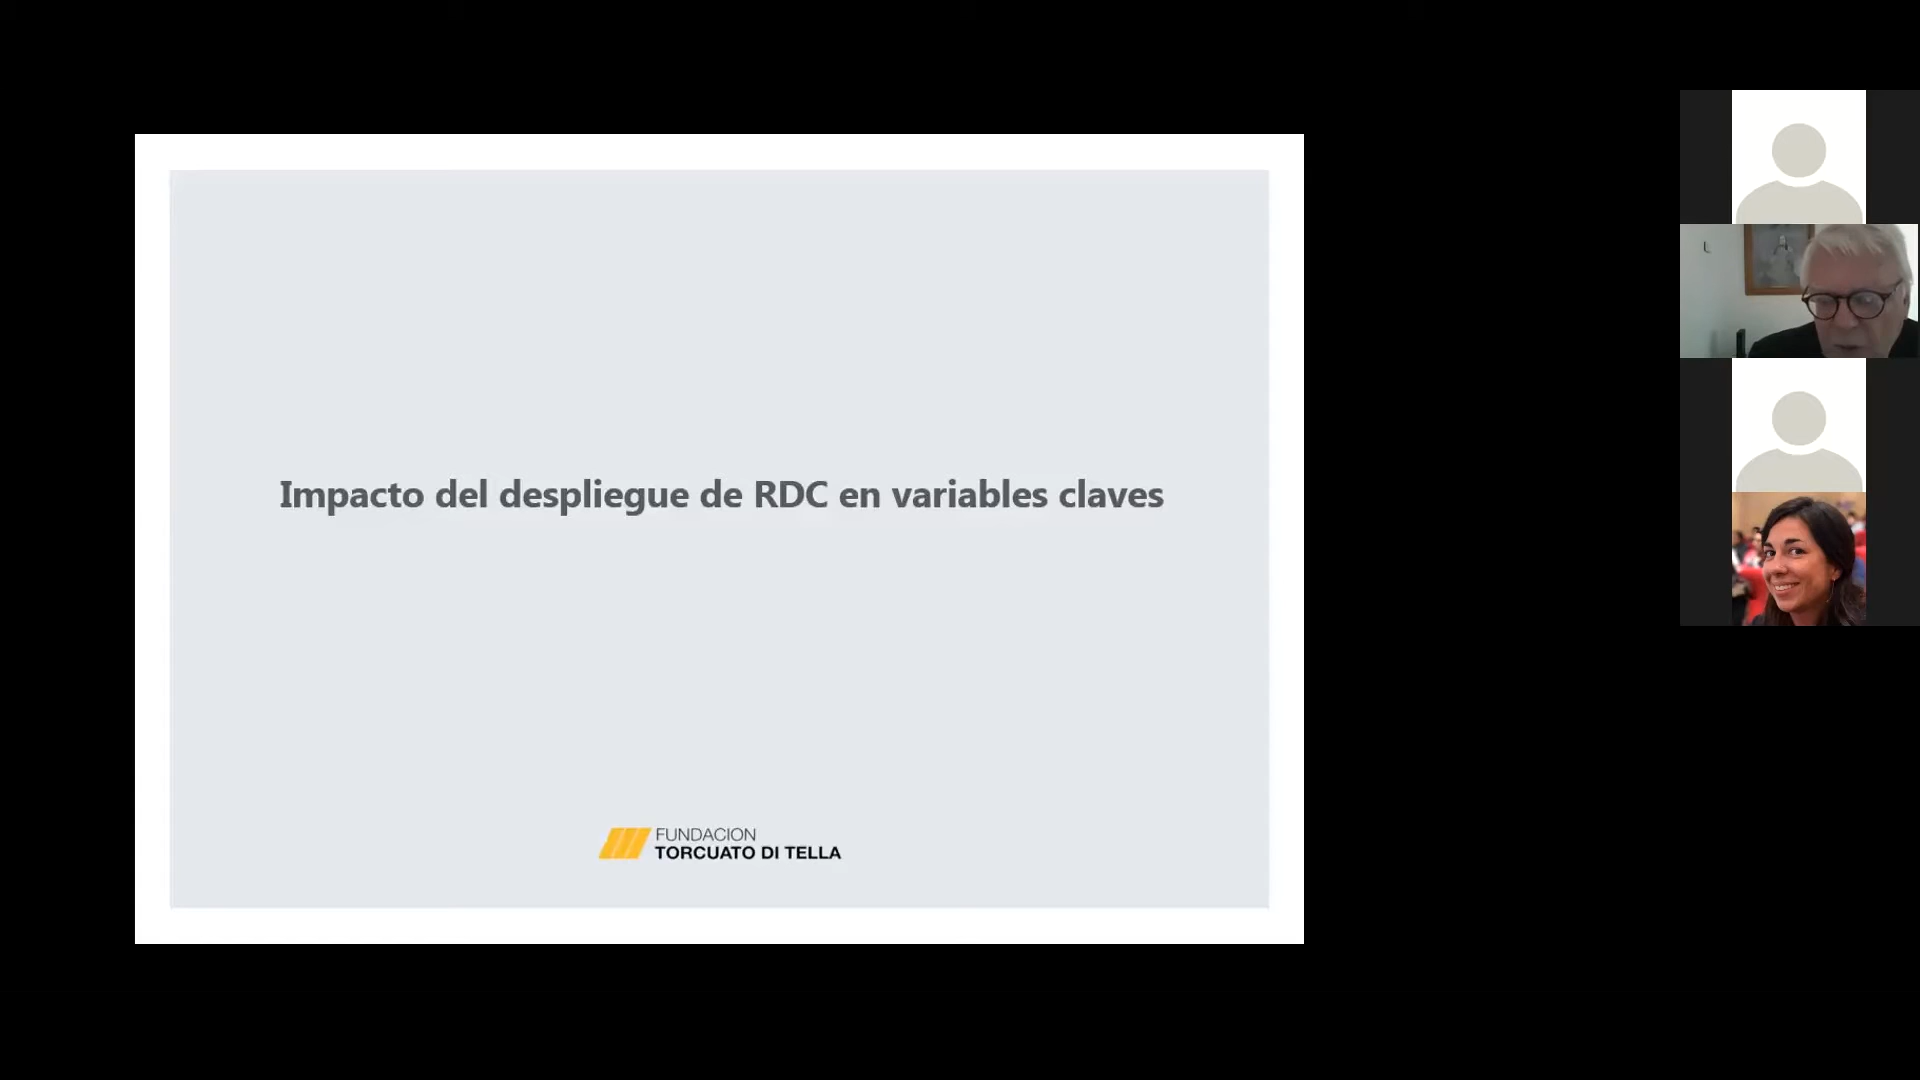 Impacto del despliegue de RDC en variables claves
FUNDACION
TORCUATO DI TELLA